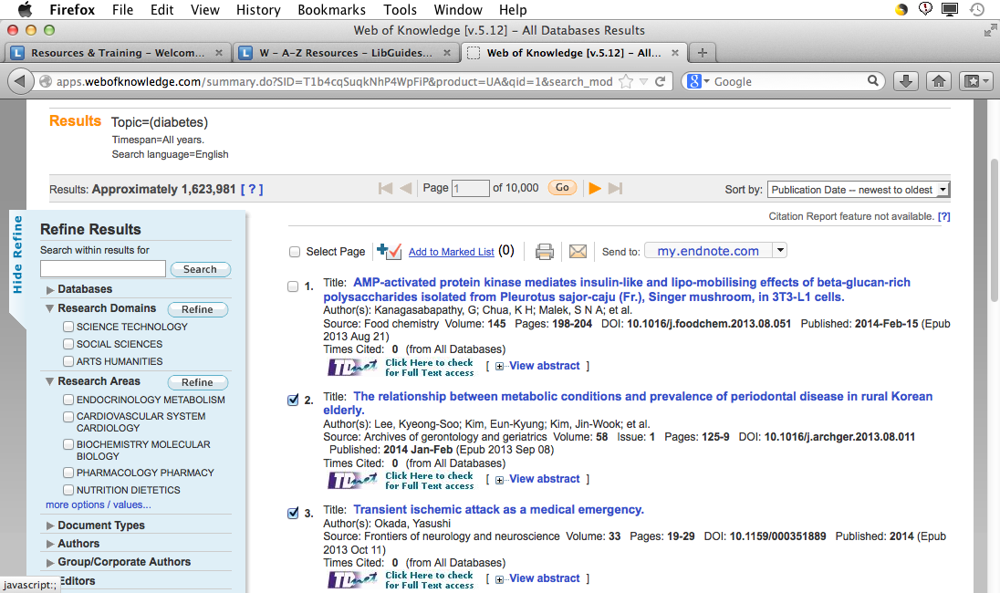 Firefox File Edit View History Bookmarks Tools Window Help
Web of Knowledge [v.5.12] – All Databases Results
Resources & Training – Welcom...
W – A–Z Resources – LibGuides...
Web of Knowledge [v.5.12] – All...
apps.webofknowledge.com/summary.do?SID=T1b4cqSuqkNhP4WpFiP&product=UA&qid=1&search_mod
Google
Results Topic=(diabetes)
Timespan=All years.
Search language=English
Results: Approximately 1,623,981 [ ? ]
Page 1 of 10,000 Go
Sort by: Publication Date -- newest to oldest
Citation Report feature not available. [?]
Hide Refine
Refine Results
Search within results for
Search
Databases
Research Domains Refine
SCIENCE TECHNOLOGY
SOCIAL SCIENCES
ARTS HUMANITIES
Research Areas Refine
ENDOCRINOLOGY METABOLISM
CARDIOVASCULAR SYSTEM
CARDIOLOGY
BIOCHEMISTRY MOLECULAR
BIOLOGY
PHARMACOLOGY PHARMACY
NUTRITION DIETETICS
more options / values...
Document Types
Authors
Group/Corporate Authors
Editors
javascript:;
Select Page Add to Marked List (0) Send to: my.endnote.com
1. Title: AMP-activated protein kinase mediates insulin-like and lipo-mobilising effects of beta-glucan-rich
polysaccharides isolated from Pleurotus sajor-caju (Fr.), Singer mushroom, in 3T3-L1 cells.
Author(s): Kanagasabapathy, G; Chua, K H; Malek, S N A; et al.
Source: Food chemistry Volume: 145 Pages: 198-204 DOI: 10.1016/j.foodchem.2013.08.051 Published: 2014-Feb-15 (Epub
2013 Aug 21)
Times Cited: 0 (from All Databases)
TDnet Click Here to check
for Full Text access
[ View abstract ]
2. Title: The relationship between metabolic conditions and prevalence of periodontal disease in rural Korean
elderly.
Author(s): Lee, Kyeong-Soo; Kim, Eun-Kyung; Kim, Jin-Wook; et al.
Source: Archives of gerontology and geriatrics Volume: 58 Issue: 1 Pages: 125-9 DOI: 10.1016/j.archger.2013.08.011
Published: 2014 Jan-Feb (Epub 2013 Sep 08)
Times Cited: 0 (from All Databases)
TDnet Click Here to check
for Full Text access
[ View abstract ]
3. Title: Transient ischemic attack as a medical emergency.
Author(s): Okada, Yasushi
Source: Frontiers of neurology and neuroscience Volume: 33 Pages: 19-29 DOI: 10.1159/000351889 Published: 2014 (Epub
2013 Oct 11)
Times Cited: 0 (from All Databases)
TDnet Click Here to check
for Full Text access
[ View abstract ]